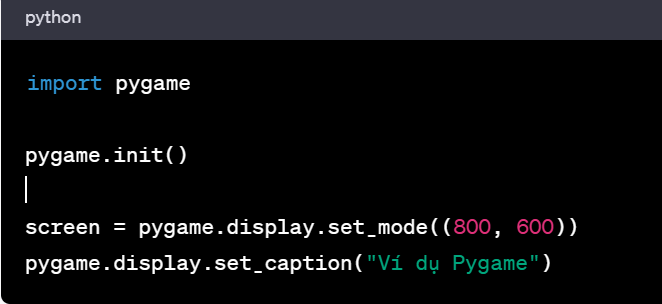 python
import pygame
pygame.init()
screen = pygame.display.set_mode((800, 600))
pygame.display.set_caption("Ví dụ Pygame")